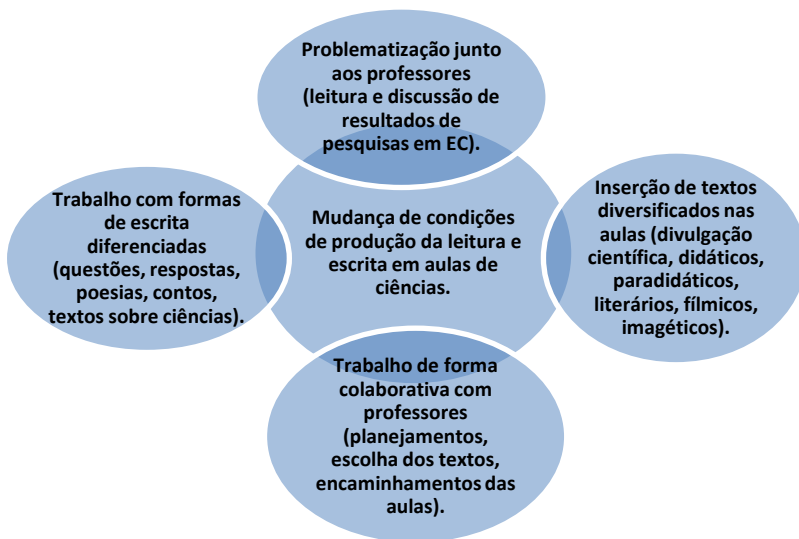 Problematização junto
aos professores
(leitura e discussão de
resultados de
pesquisas em EC).
Trabalho com formas
de escrita
diferenciadas
(questões, respostas,
poesias, contos,
textos sobre ciências).
Mudança de condições
de produção da leitura e
escrita em aulas de
ciências.
Inserção de textos
diversificados nas
aulas (divulgação
científica, didáticos,
paradidáticos,
literários, fílmicos,
imagéticos).
Trabalho de forma
colaborativa com
professores
(planejamentos,
escolha dos textos,
encaminhamentos das
aulas).